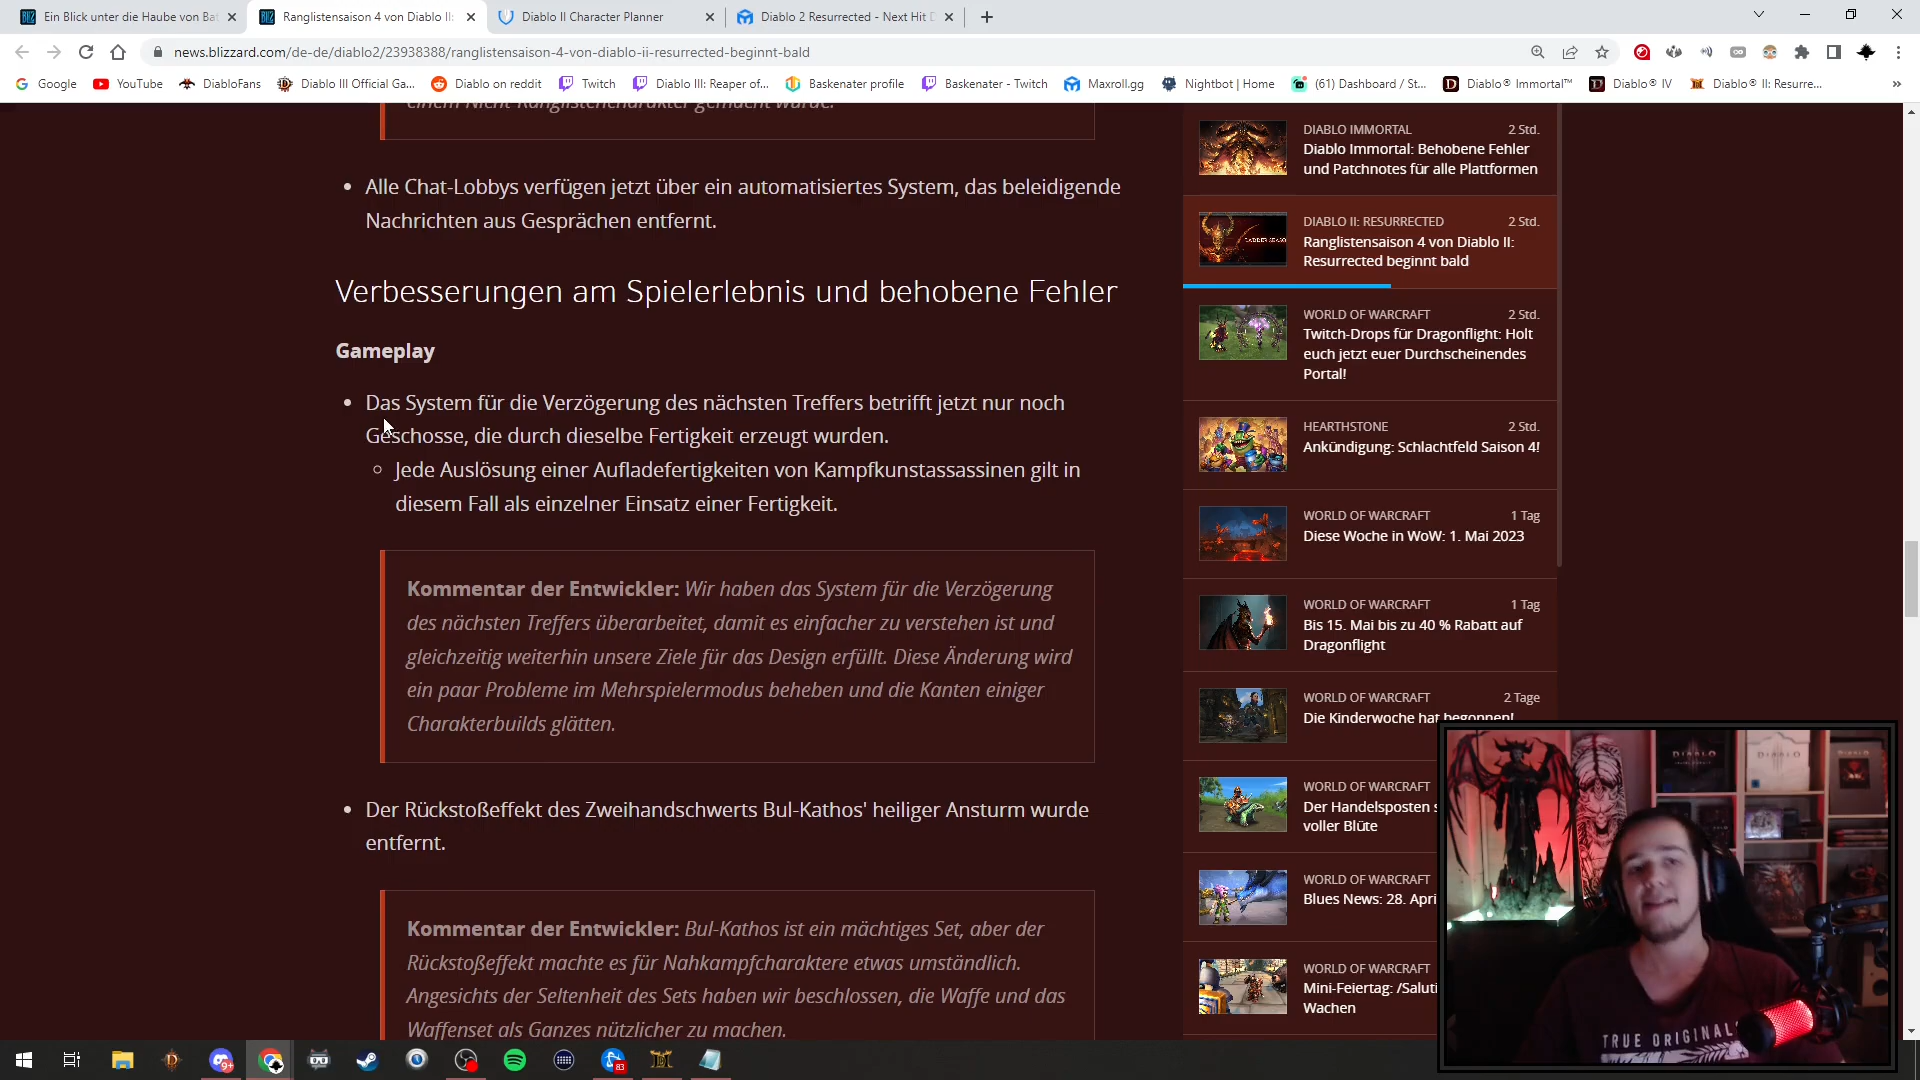 Ein Blick unter die Haube von Bat
Ranglistensaison 4 von Diablo II:
Diablo II Character Planner
Diablo 2 Resurrected - Next Hit D
news.blizzard.com/de-de/diablo2/23938388/ranglistensaison-4-von-diablo-ii-resurrected-beginnt-bald
Google
YouTube
DiabloFans
Diablo III Official Ga...
Diablo on reddit
Twitch
Diablo III: Reaper of...
Baskenater profile
Baskenater - Twitch
Maxroll.gg
Nightbot | Home
(61) Dashboard / St...
Diablo® Immortal™
Diablo® IV
Diablo® II: Resurre...
einem Nicht-Ranglistencharakter gemacht wurde.
• Alle Chat-Lobbys verfügen jetzt über ein automatisiertes System, das beleidigende
Nachrichten aus Gesprächen entfernt.
Verbesserungen am Spielerlebnis und behobene Fehler
Gameplay
• Das System für die Verzögerung des nächsten Treffers betrifft jetzt nur noch
Geschosse, die durch dieselbe Fertigkeit erzeugt wurden.
Jede Auslösung einer Aufladefertigkeiten von Kampfkunstassassinen gilt in
diesem Fall als einzelner Einsatz einer Fertigkeit.
Kommentar der Entwickler: Wir haben das System für die Verzögerung
des nächsten Treffers überarbeitet, damit es einfacher zu verstehen ist und
gleichzeitig weiterhin unsere Ziele für das Design erfüllt. Diese Änderung wird
ein paar Probleme im Mehrspielermodus beheben und die Kanten einiger
Charakterbuilds glätten.
• Der Rückstoßeffekt des Zweihandschwerts Bul-Kathos' heiliger Ansturm wurde
entfernt.
Kommentar der Entwickler: Bul-Kathos ist ein mächtiges Set, aber der
Rückstoßeffekt machte es für Nahkampfcharaktere etwas umständlich.
Angesichts der Seltenheit des Sets haben wir beschlossen, die Waffe und das
Waffenset als Ganzes nützlicher zu machen.
DIABLO IMMORTAL 2 Std.
Diablo Immortal: Behobene Fehler
und Patchnotes für alle Plattformen
DIABLO II: RESURRECTED 2 Std.
Ranglistensaison 4 von Diablo II:
Resurrected beginnt bald
WORLD OF WARCRAFT 2 Std.
Twitch-Drops für Dragonflight: Holt
euch jetzt euer Durchscheinendes
Portal!
HEARTHSTONE 2 Std.
Ankündigung: Schlachtfeld Saison 4!
WORLD OF WARCRAFT 1 Tag
Diese Woche in WoW: 1. Mai 2023
WORLD OF WARCRAFT 1 Tag
Bis 15. Mai bis zu 40 % Rabatt auf
Dragonflight
WORLD OF WARCRAFT 2 Tage
Die Kinderwoche hat begonnen!
WORLD OF WARCRAFT
Der Handelsposten s
voller Blüte
WORLD OF WARCRAFT
Blues News: 28. Apri
WORLD OF WARCRAFT
Mini-Feiertag: /Saluti
Wachen
DIABLO
TRUE ORIGINAL
9+
83